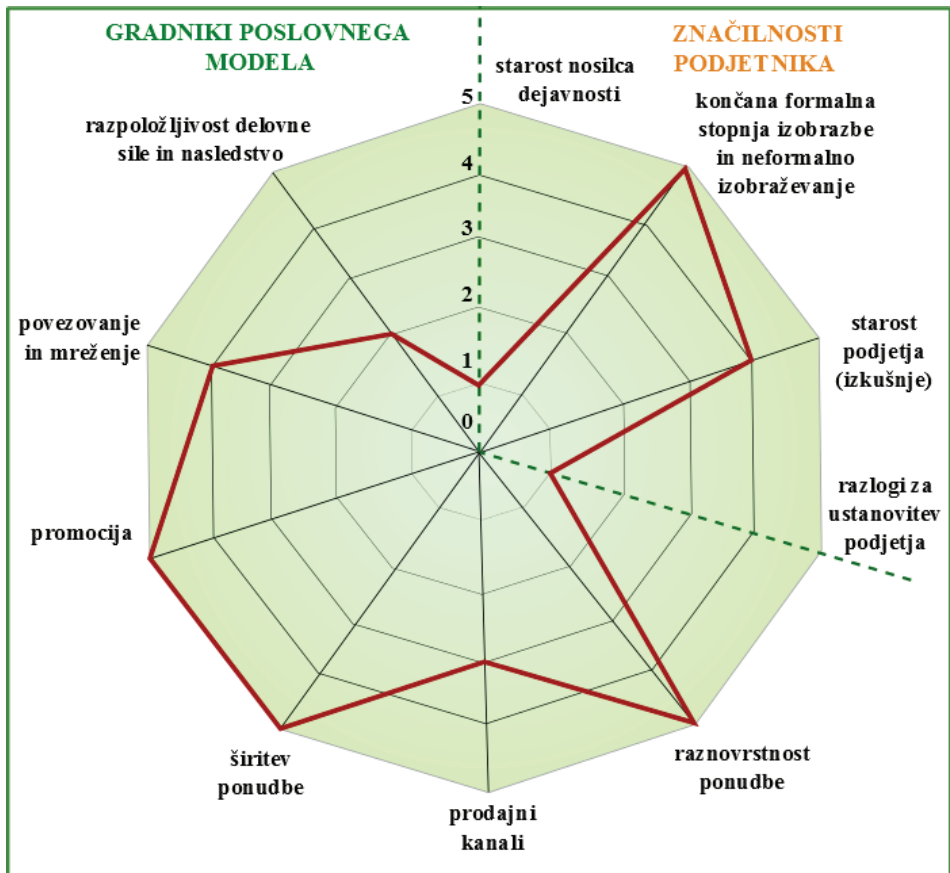 GRADNIKI POSLOVNEGA
MODELA
ZNAČILNOSTI
PODJETNIKA
starost nosilca
dejavnosti
končana formalna
stopnja izobrazbe
in neformalno
izobraževanje
starost
podjetja
(izkušnje)
razlogi za
ustanovitev
podjetja
raznovrstnost
ponudbe
prodajni
kanali
širitev
ponudbe
promocija
povezovanje
in mreženje
razpoložljivost delovne
sile in nasledstvo
5
4
3
2
1
0